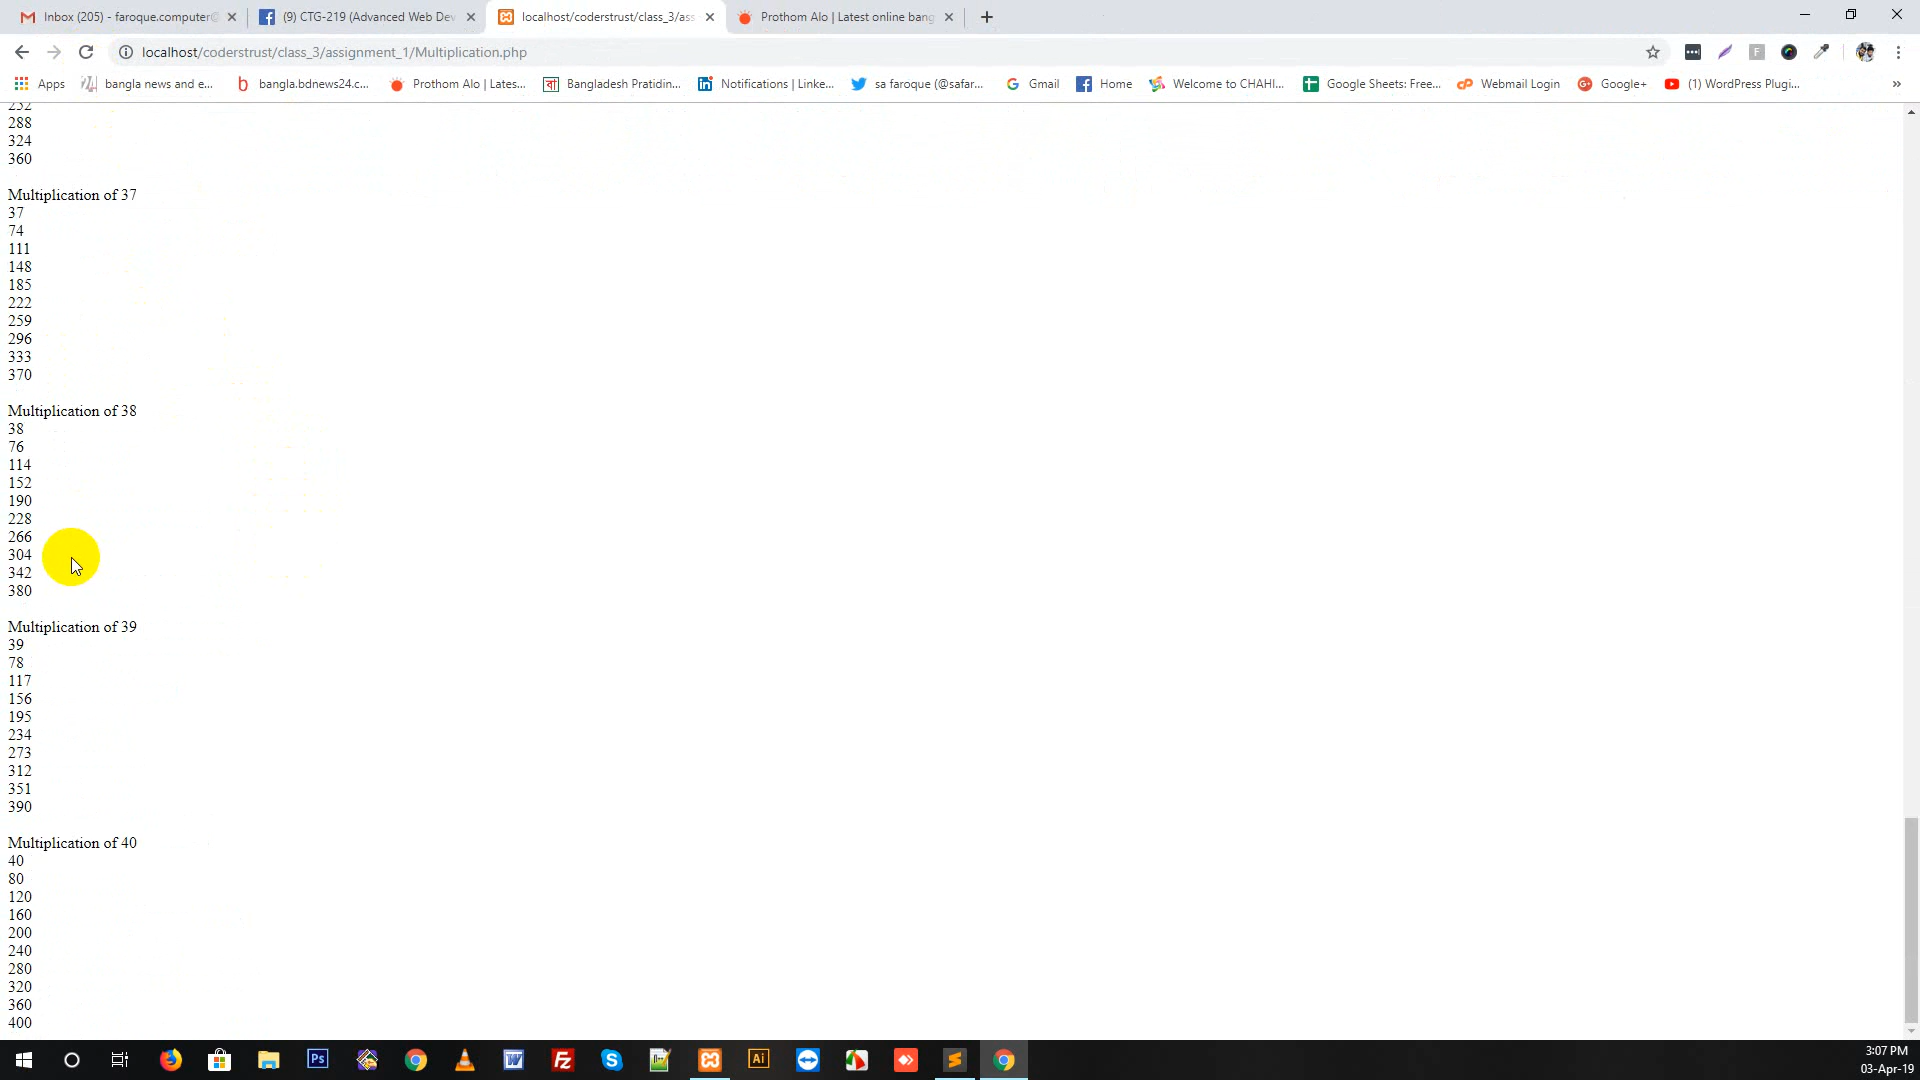 Inbox (205) - faroque.computer@
(9) CTG-219 (Advanced Web Dev
localhost/coderstrust/class_3/ass
Prothom Alo | Latest online bang
localhost/coderstrust/class_3/assignment_1/Multiplication.php
Apps
bangla news and e...
bangla.bdnews24.c...
Prothom Alo | Lates...
Bangladesh Pratidin...
Notifications | Linke...
sa faroque (@safar...
Gmail
Home
Welcome to CHAHI...
Google Sheets: Free...
Webmail Login
Google+
(1) WordPress Plugi...
»
288
324
360
Multiplication of 37
37
74
111
148
185
222
259
296
333
370
Multiplication of 38
38
76
114
152
190
228
266
304
342
380
Multiplication of 39
39
78
117
156
195
234
273
312
351
390
Multiplication of 40
40
80
120
160
200
240
280
320
360
400
3:07 PM
03-Apr-19